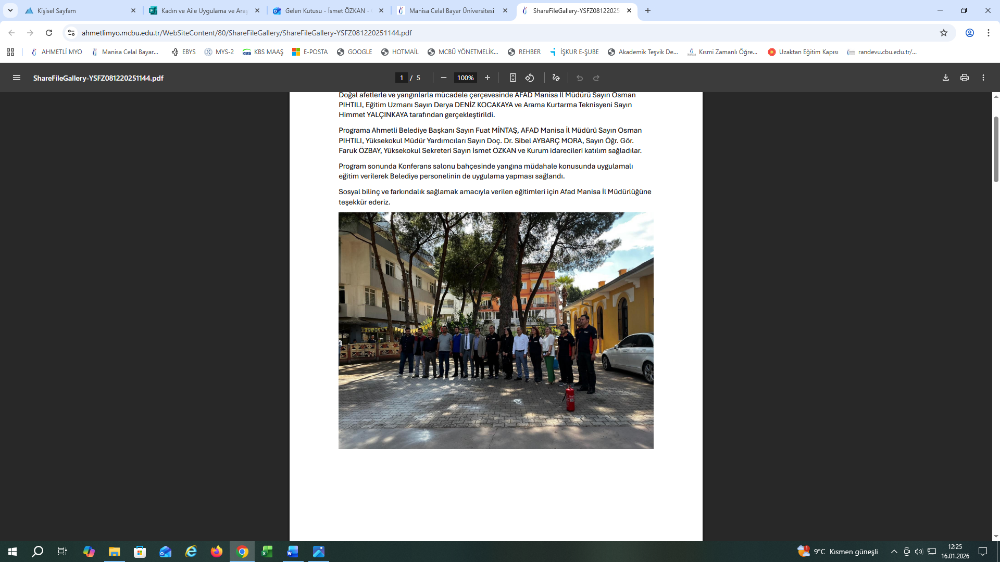 Kişisel Sayfam
Kadın ve Aile Uygulama ve Araş
Gelen Kutusu - İsmet ÖZKAN -
Manisa Celal Bayar Üniversitesi
ShareFileGallery-YSFZ08122025
ahmetlimyo.mcbu.edu.tr/WebSiteContent/80/ShareFileGallery/ShareFileGallery-YSFZ081220251144.pdf
AHMETLİ MYO
Manisa Celal Bayar...
EBYS
MYS-2
KBS KBS MAAŞ
E-POSTA
GOOGLE
HOTMAİL
MCBÜ YÖNETMELİK...
REHBER
İŞKUR E-ŞUBE
Akademik Teşvik De...
Kısmi Zamanlı Öğre...
Uzaktan Eğitim Kapısı
randevu.cbu.edu.tr/...
ShareFileGallery-YSFZ081220251144.pdf
1 / 5
100%
Doğal afetlerle ve yangınlarla mücadele çerçevesinde AFAD Manisa İl Müdürü Sayın Osman
PIHTILI, Eğitim Uzmanı Sayın Derya DENİZ KOCAKAYA ve Arama Kurtarma Teknisyeni Sayın
Himmet YALÇINKAYA tarafından gerçekleştirildi.
Programa Ahmetli Belediye Başkanı Sayın Fuat MİNTAŞ, AFAD Manisa İl Müdürü Sayın Osman
PIHTILI, Yüksekokul Müdür Yardımcıları Sayın Doç. Dr. Sibel AYBARÇ MORA, Sayın Öğr. Gör.
Faruk ÖZBAY, Yüksekokul Sekreteri Sayın İsmet ÖZKAN ve Kurum idarecileri katılım sağladılar.
Program sonunda Konferans salonu bahçesinde yangına müdahale konusunda uygulamalı
eğitim verilerek Belediye personelinin de uygulama yapması sağlandı.
Sosyal bilinç ve farkındalık sağlamak amacıyla verilen eğitimleri için Afad Manisa İl Müdürlüğüne
teşekkür ederiz.
1
9°C Kısmen güneşli
12:25
16.01.2026